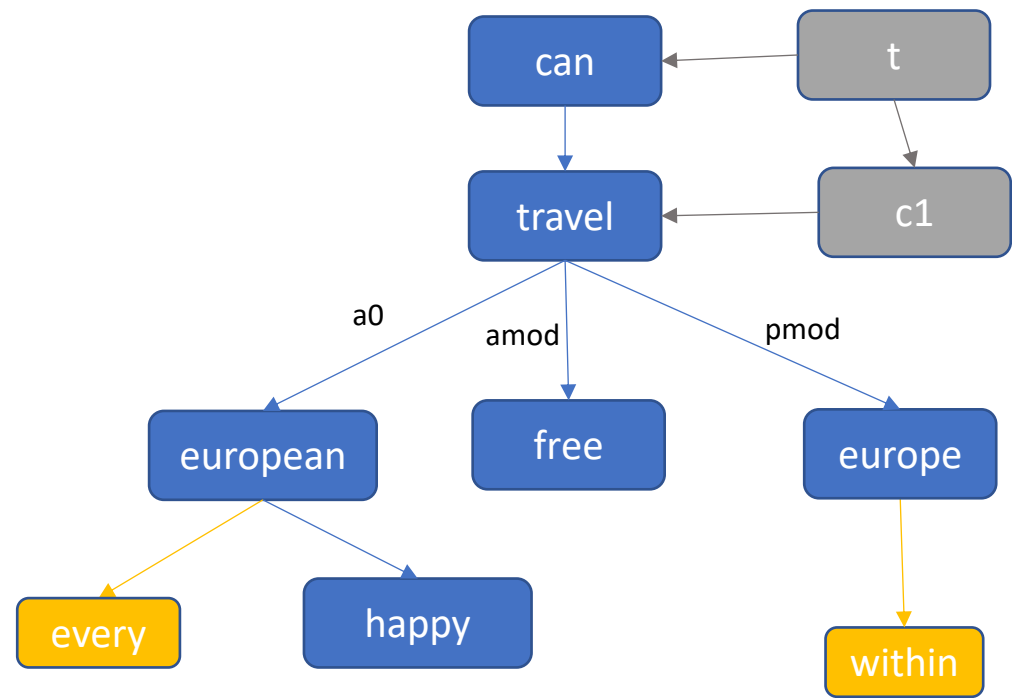 can
t
travel
c1
a0
amod
pmod
european
free
europe
every
happy
within